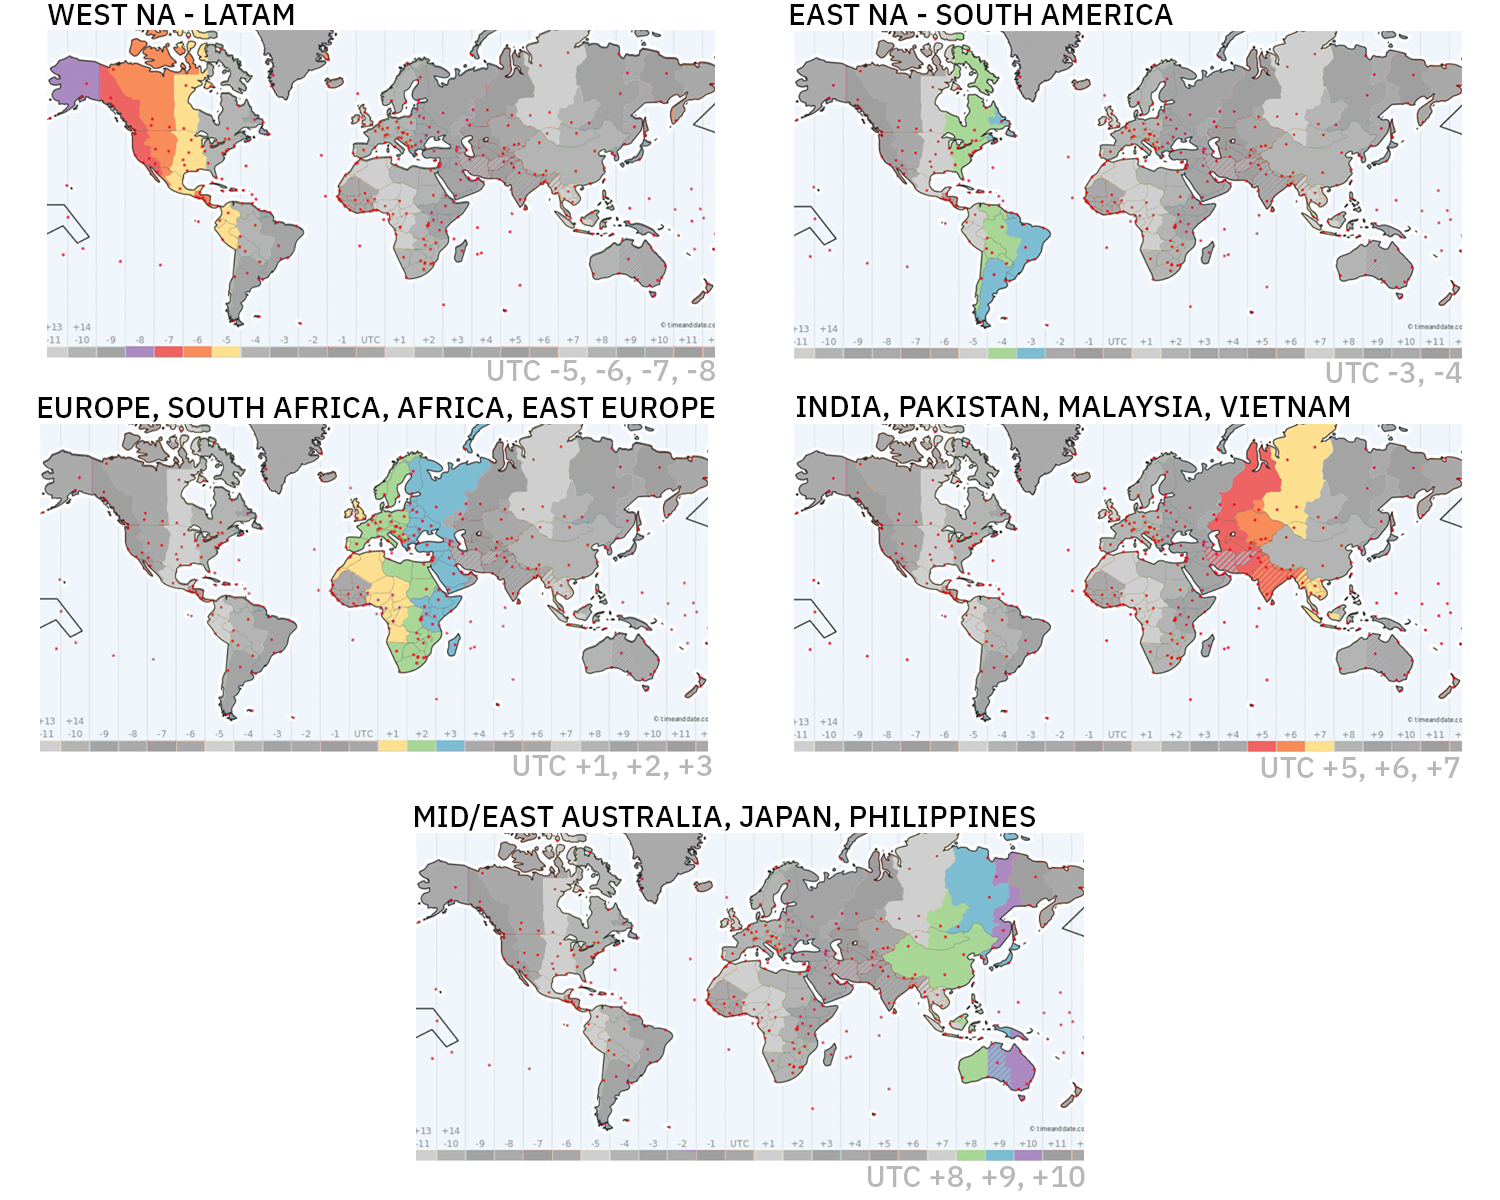 WEST NA - LATAM
EAST NA - SOUTH AMERICA
© timeanddate.co
+13 +14
-11 -10 -9 -8 -7 -6 -5 -4 -3 -2 -1 UTC +1 +2 +3 +4 +5 +6 +7 +8 +9 +10 +11 +
UTC -5, -6, -7, -8
© timeanddate.co
+13 +14
-11 -10 -9 -8 -7 -6 -5 -4 -3 -2 -1 UTC +1 +2 +3 +4 +5 +6 +7 +8 +9 +10 +11 +
UTC -3, -4
EUROPE, SOUTH AFRICA, AFRICA, EAST EUROPE
INDIA, PAKISTAN, MALAYSIA, VIETNAM
© timeanddate.co
+13 +14
-11 -10 -9 -8 -7 -6 -5 -4 -3 -2 -1 UTC +1 +2 +3 +4 +5 +6 +7 +8 +9 +10 +11 +
UTC +1, +2, +3
© timeanddate.co
+13 +14
-11 -10 -9 -8 -7 -6 -5 -4 -3 -2 -1 UTC +1 +2 +3 +4 +5 +6 +7 +8 +9 +10 +11 +
UTC +5, +6, +7
MID/EAST AUSTRALIA, JAPAN, PHILIPPINES
© timeanddate.co
+13 +14
-11 -10 -9 -8 -7 -6 -5 -4 -3 -2 -1 UTC +1 +2 +3 +4 +5 +6 +7 +8 +9 +10 +11 +
UTC +8, +9, +10